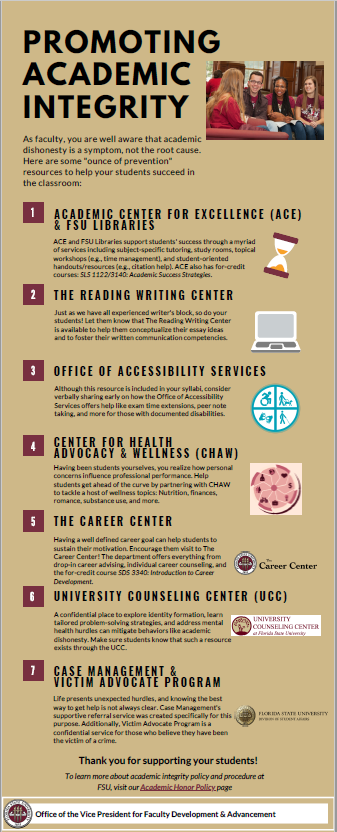 PROMOTING
ACADEMIC
INTEGRITY
As faculty, you are well aware that academic
dishonesty is a symptom, not the root cause.
Here are some "ounce of prevention"
resources to help your students succeed in
the classroom:
1
ACADEMIC CENTER FOR EXCELLENCE (ACE)
& FSU LIBRARIES
ACE and FSU Libraries support students' success through a myriad
of services including subject-specific tutoring, study rooms, topical
workshops (e.g., time management), and student-oriented
handouts/resources (e.g., citation help). ACE also has for-credit
courses: SLS 1122/3140: Academic Success Strategies.
2
THE READING WRITING CENTER
Just as we have all experienced writer's block, so do your
students! Let them know that The Reading Writing Center
is available to help them conceptualize their essay ideas
and to foster their written communication competencies.
3
OFFICE OF ACCESSIBILITY SERVICES
Although this resource is included in your syllabi, consider
verbally sharing early on how the Office of Accessibility
Services offers help like exam time extensions, peer note
taking, and more for those with documented disabilities.
4
CENTER FOR HEALTH
ADVOCACY & WELLNESS (CHAW)
Having been students yourselves, you realize how personal
concerns influence professional performance. Help
students get ahead of the curve by partnering with CHAW
to tackle a host of wellness topics: Nutrition, finances,
romance, substance use, and more.
5
THE CAREER CENTER
Having a well defined career goal can help students to
sustain their motivation. Encourage them visit to The
Career Center! The department offers everything from
drop-in career advising, individual career counseling, and
the for-credit course SDS 3340: Introduction to Career
Development.
The
Career Center
6
UNIVERSITY COUNSELING CENTER (UCC)
A confidential place to explore identity formation, learn
tailored problem-solving strategies, and address mental
health hurdles can mitigate behaviors like academic
dishonesty. Make sure students know that such a resource
exists through the UCC.
UNIVERSITY
COUNSELING CENTER
at Florida State University
7
CASE MANAGEMENT &
VICTIM ADVOCATE PROGRAM
Life presents unexpected hurdles, and knowing the best
way to get help is not always clear. Case Management's
supportive referral service was created specifically for this
purpose. Additionally, Victim Advocate Program is a
confidential service for those who believe they have been
the victim of a crime.
FLORIDA STATE UNIVERSITY
DIVISION OF STUDENT AFFAIRS
Thank you for supporting your students!
To learn more about academic integrity policy and procedure at
FSU, visit our Academic Honor Policy page
Office of the Vice President for Faculty Development & Advancement